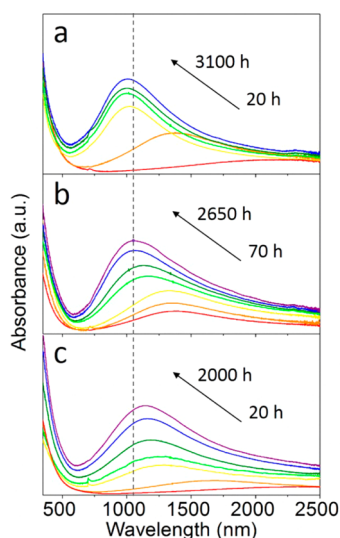 a
3100 h
20 h
b
2650 h
70 h
c
2000 h
20 h
Absorbance (a.u.)
500 1000 1500 2000 2500
Wavelength (nm)